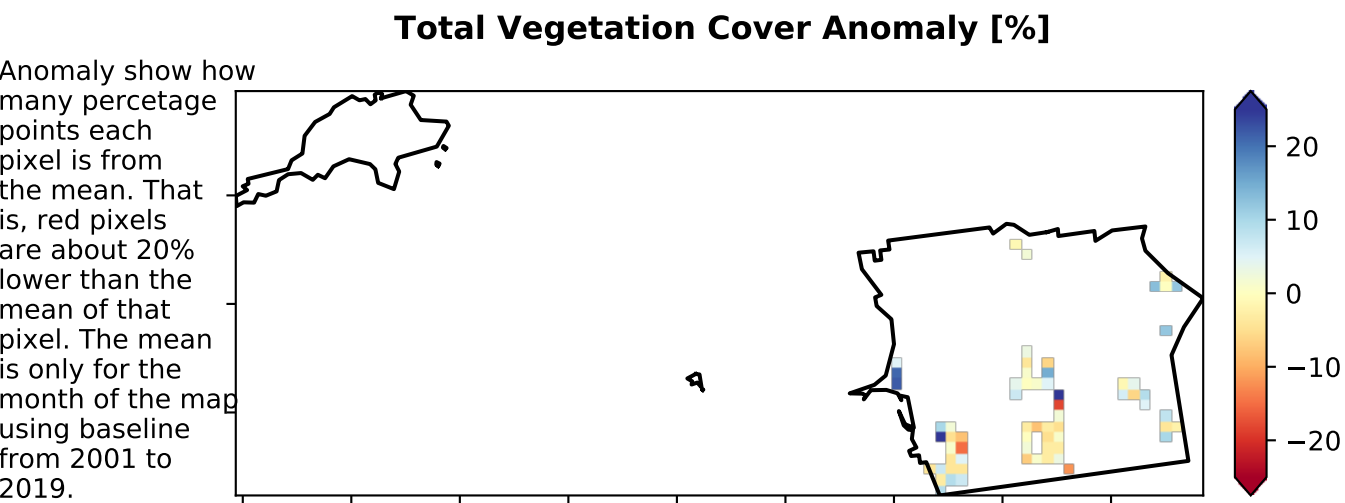 Total Vegetation Cover Anomaly [%]
Anomaly show how
many percetage
points each
pixel is from
the mean. That
is, red pixels
are about 20%
lower than the
mean of that
pixel. The mean
is only for the
month of the map
using baseline
from 2001 to
2019.
20
10
0
−10
−20